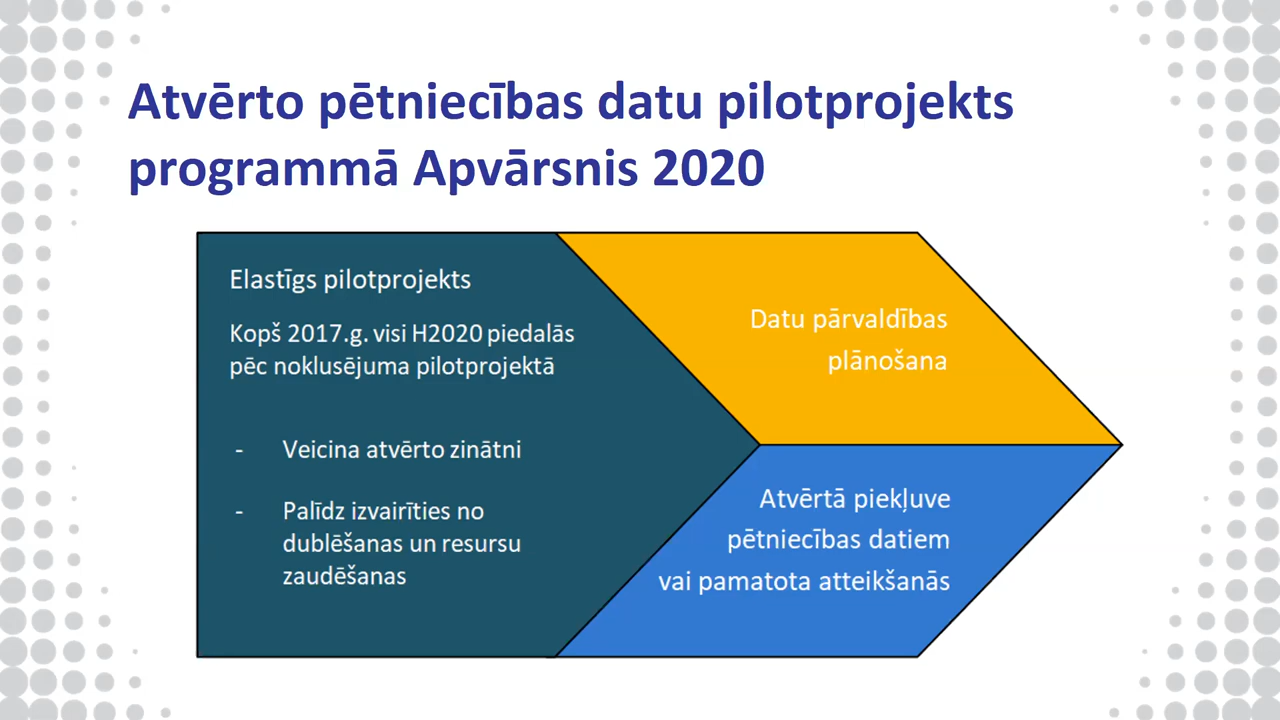 Atvērto pētniecības datu pilotprojekts
programmā Apvārsnis 2020
Elastīgs pilotprojekts
Kopš 2017.g. visi H2020 piedalās
pēc noklusējuma pilotprojektā
- Veicina atvērto zinātni
- Palīdz izvairīties no
dublēšanas un resursu
zaudēšanas
Datu pārvaldības
plānošana
Atvērtā piekļuve
pētniecības datiem
vai pamatota atteikšanās